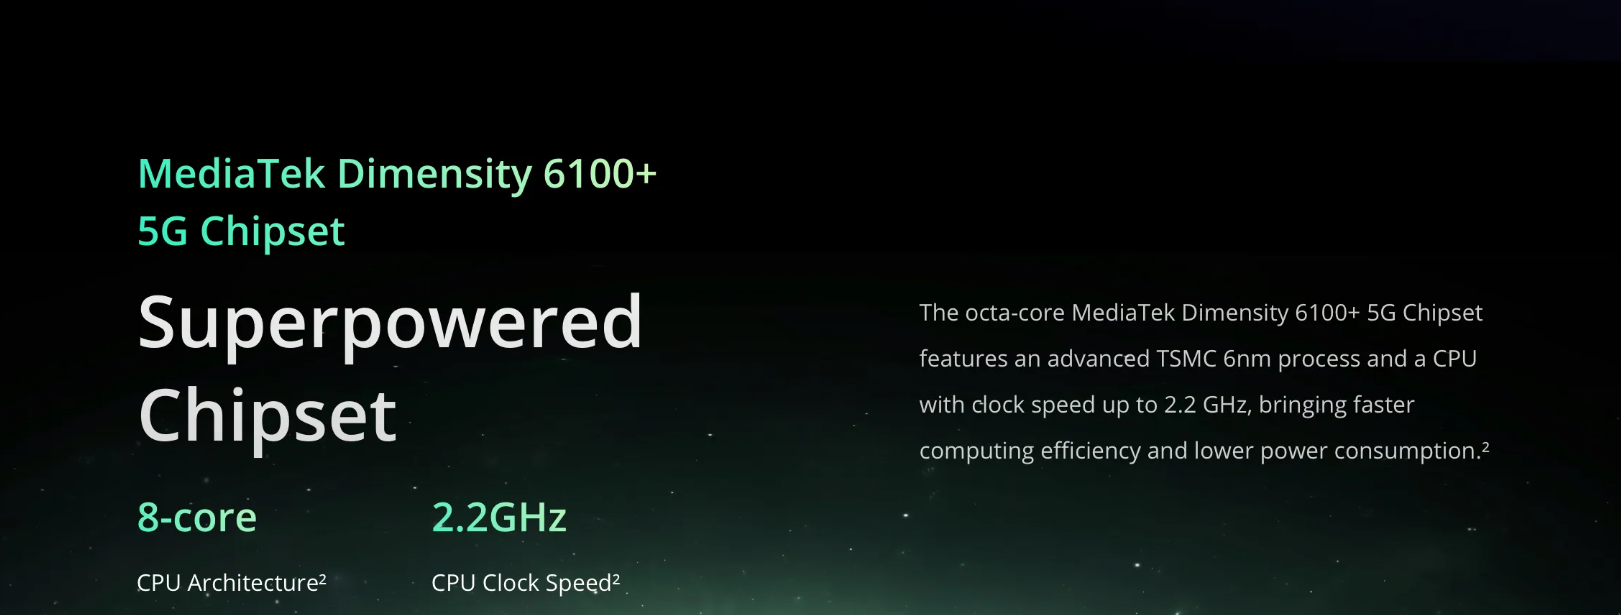 MediaTek Dimensity 6100+
5G Chipset
Superpowered
Chipset
8-core
CPU Architecture²
2.2GHz
CPU Clock Speed²
The octa-core MediaTek Dimensity 6100+ 5G Chipset
features an advanced TSMC 6nm process and a CPU
with clock speed up to 2.2 GHz, bringing faster
computing efficiency and lower power consumption.²